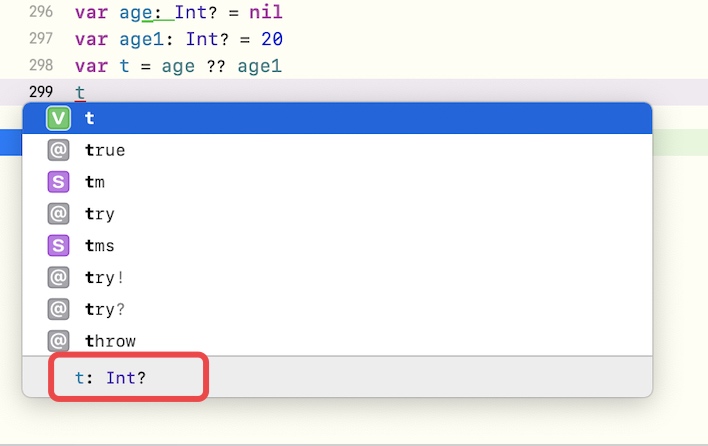 296 var age: Int? = nil
297 var age1: Int? = 20
298 var t = age ?? age1
299 t
V t
@ true
S tm
@ try
S tms
@ try!
@ try?
@ throw
t: Int?